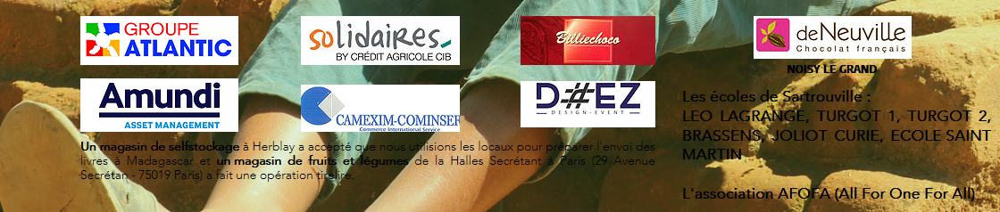 GROUPE
ATLANTIC
solidaires
BY CRÉDIT AGRICOLE CIB
Billiechoco
deNeuville
Chocolat français
NOISY LE GRAND
Amundi
ASSET MANAGEMENT
CAMEXIM-COMINSEF
Commerce International Service
D##EZ
DESIGN-EVENT
Un magasin de selfstockage à Herblay a accepté que nous utilisions les locaux pour préparer l'envoi des
livres à Madagascar et un magasin de fruits et légumes de la Halles Secrétant à Paris (29 Avenue
Secrétan - 75019 Paris) a fait une opération tirelire.
Les écoles de Sartrouville :
LEO LAGRANGE, TURGOT 1, TURGOT 2,
BRASSENS, JOLIOT CURIE, ECOLE SAINT
MARTIN
L'association AFOFA (All For One For All)